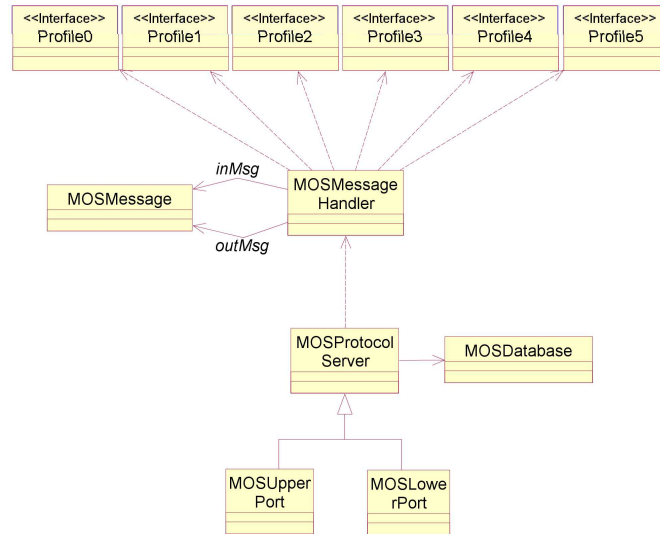 <<Interface>> <<Interface>> <<Interface>> <<Interface>> <<Interface>> <<Interface>>
Profile0 Profile1 Profile2 Profile3 Profile4 Profile5
inMsg
MOSMessage
Handler
MOSMessage
outMsg
MOSProtocol
Server
MOSDatabase
MOSUpper
Port
MOSLowe
rPort